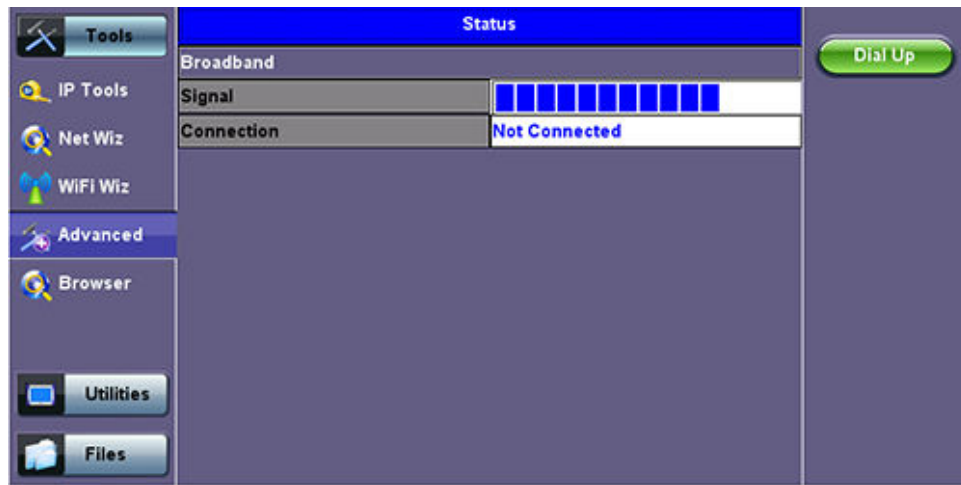 Tools
IP Tools
Net Wiz
WiFi Wiz
Advanced
Browser
Utilities
Files
Status
Broadband
Signal
Connection Not Connected
Dial Up